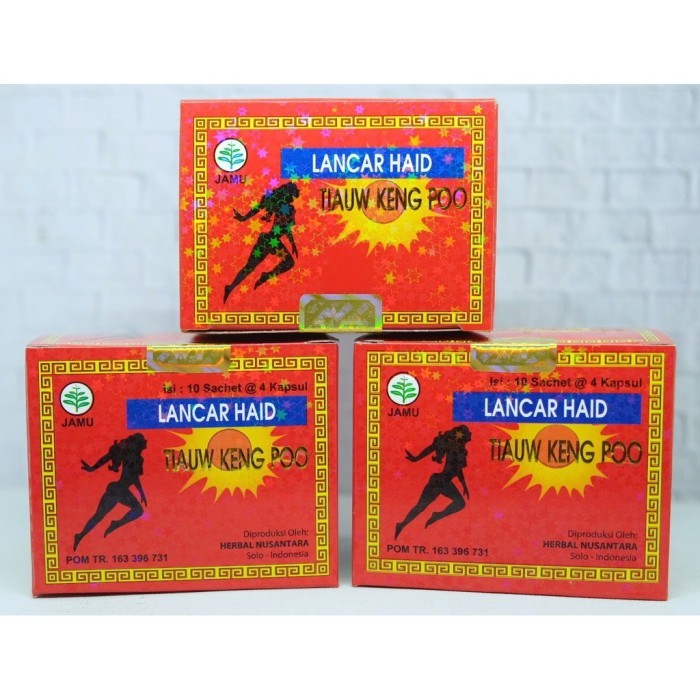 JAMU
LANCAR HAID
TIAUW KENG POO
Isi : 10 Sachet @ 4 Kapsul
JAMU
LANCAR HAID
TIAUW KENG POO
Diproduksi Oleh:
HERBAL NUSANTARA
Solo - Indonesia
POM TR. 163 396 731
Isi : 10 Sachet @ 4 Kapsul
JAMU
LANCAR HAID
TIAUW KENG POO
Diproduksi Oleh:
HERBAL NUSANTARA
Solo - Indonesia
POM TR. 163 396 731